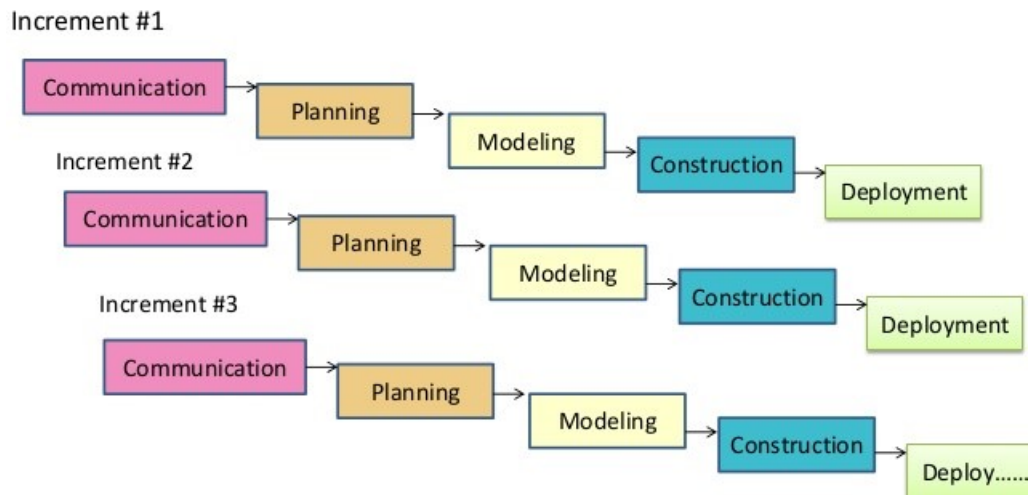 Increment #1
Communication
Planning
Modeling
Construction
Deployment
Increment #2
Communication
Planning
Modeling
Construction
Deployment
Increment #3
Communication
Planning
Modeling
Construction
Deploy......